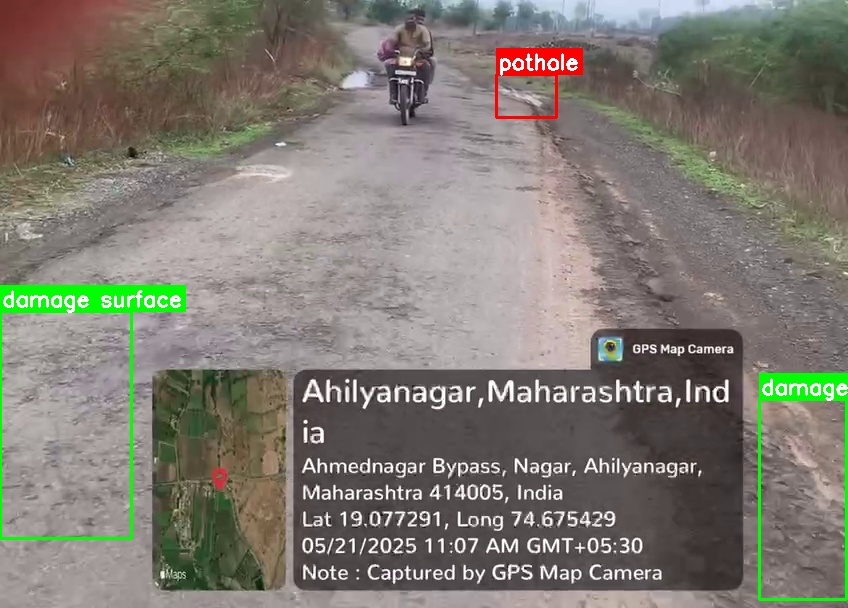 pothole
damage surface
GPS Map Camera
damage
Ahilyanagar,Maharashtra,Ind
ia
Ahmednagar Bypass, Nagar, Ahilyanagar,
Maharashtra 414005, India
Lat 19.077291, Long 74.675429
05/21/2025 11:07 AM GMT+05:30
Note : Captured by GPS Map Camera
Maps